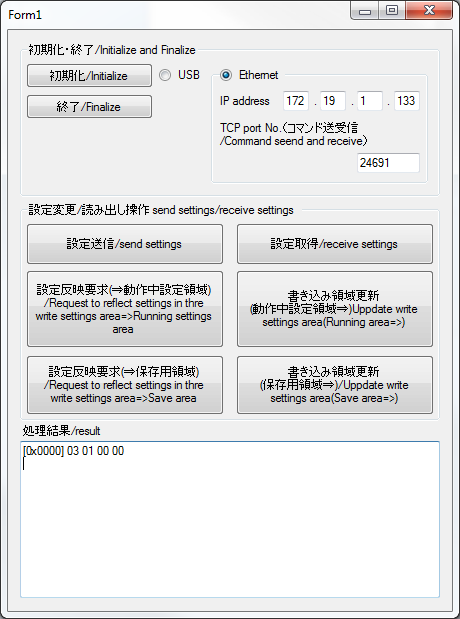 Form1
初期化・終了/Initialize and Finalize
初期化/Initialize
USB
Ethernet
終了/Finalize
IP address 172 . 19 . 1 . 133
TCP port No.（コマンド送受信
/Command seend and receive）
24691
設定変更/読み出し操作 send settings/receive settings
設定送信/send settings
設定取得/receive settings
設定反映要求(⇒動作中設定領域)
/Request to reflect settings in thre
write settings area=>Running settings
area
書き込み領域更新
(動作中設定領域⇒)Uppdate write
settings area(Running area=>)
設定反映要求(⇒保存用領域)
/Request to reflect settings in thre
write settings area=>Save area
書き込み領域更新
(保存用領域⇒)/Uppdate write
settings area(Save area=>)
処理結果/result
[0x0000] 03 01 00 00